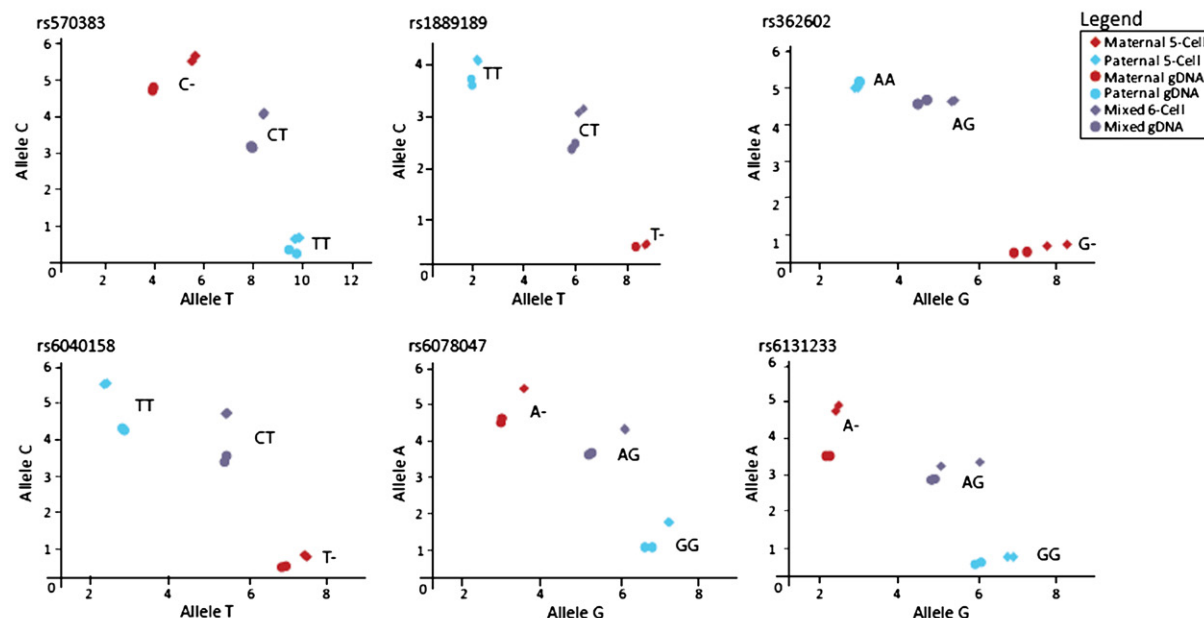 rs570383
6
5
4
3
2
1
0
2
4
6
8
10
12
Allele C
Allele T
C-
CT
TT
rs1889189
4
3
2
1
0
2
4
6
8
Allele C
Allele T
TT
CT
T-
rs362602
6
5
4
3
2
1
0
2
4
6
8
Allele A
Allele G
AA
AG
G-
Legend
Maternal 5-Cell
Paternal 5-Cell
Maternal gDNA
Paternal gDNA
Mixed 6-Cell
Mixed gDNA
rs6040158
6
5
4
3
2
1
0
2
4
6
8
Allele C
Allele T
TT
CT
T-
rs6078047
6
5
4
3
2
1
0
2
4
6
8
Allele A
Allele G
A-
AG
GG
rs6131233
6
5
4
3
2
1
0
2
4
6
8
Allele A
Allele G
A-
AG
GG